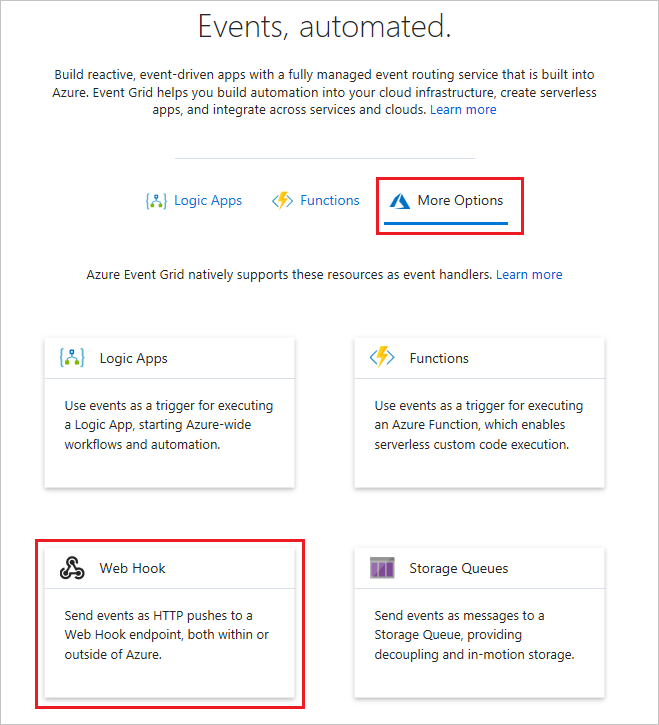 Events, automated.
Build reactive, event-driven apps with a fully managed event routing service that is built into
Azure. Event Grid helps you build automation into your cloud infrastructure, create serverless
apps, and integrate across services and clouds. Learn more
Logic Apps
Functions
More Options
Azure Event Grid natively supports these resources as event handlers. Learn more
Logic Apps
Use events as a trigger for executing
a Logic App, starting Azure-wide
workflows and automation.
Functions
Use events as a trigger for executing
an Azure Function, which enables
serverless custom code execution.
Web Hook
Send events as HTTP pushes to a
Web Hook endpoint, both within or
outside of Azure.
Storage Queues
Send events as messages to a
Storage Queue, providing
decoupling and in-motion storage.